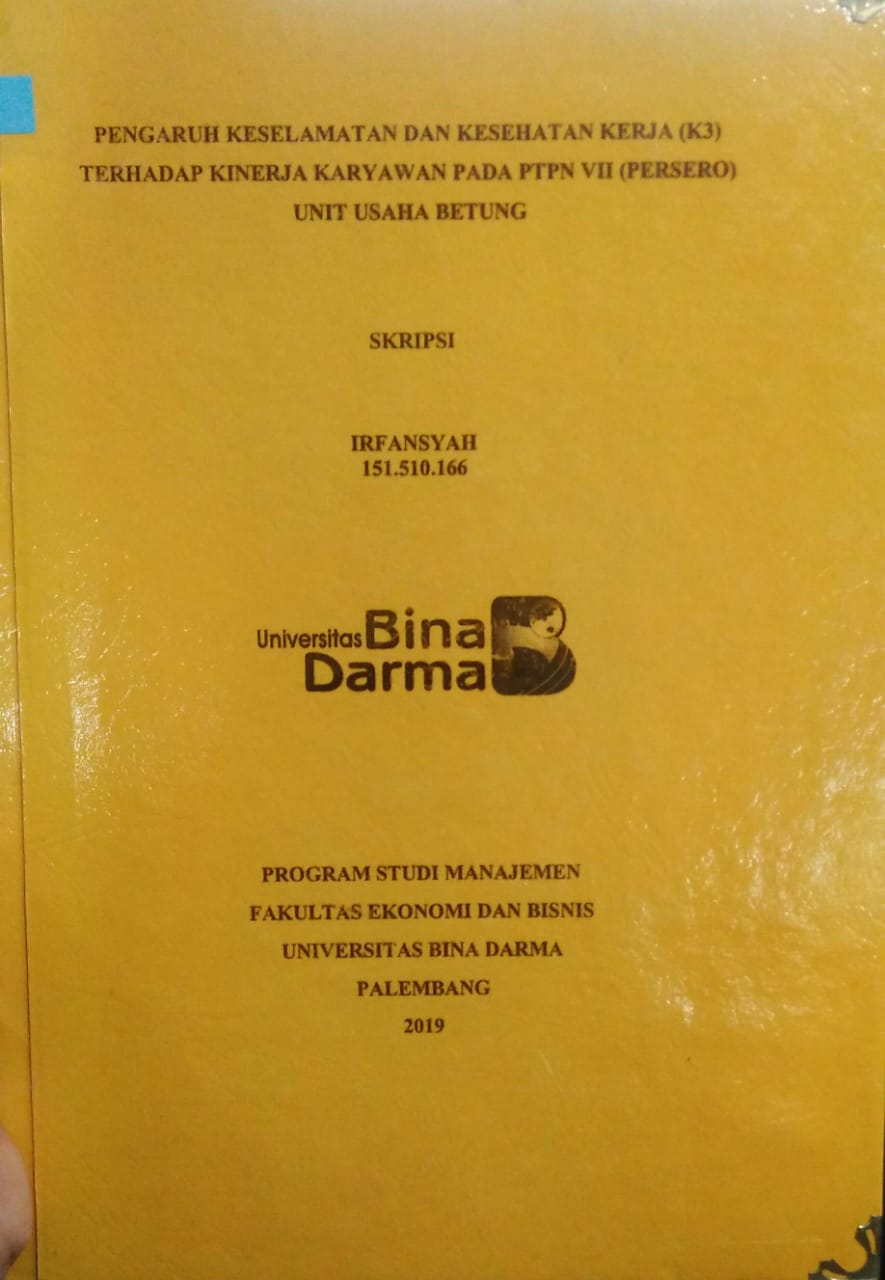 PENGARUH KESELAMATAN DAN KESEHATAN KERJA (K3)
TERHADAP KINERJA KARYAWAN PADA PTPN VII (PERSERO)
UNIT USAHA BETUNG
SKRIPSI
IRFANSYAH
151.510.166
Universitas Bina
Darma
PROGRAM STUDI MANAJEMEN
FAKULTAS EKONOMI DAN BISNIS
UNIVERSITAS BINA DARMA
PALEMBANG
2019